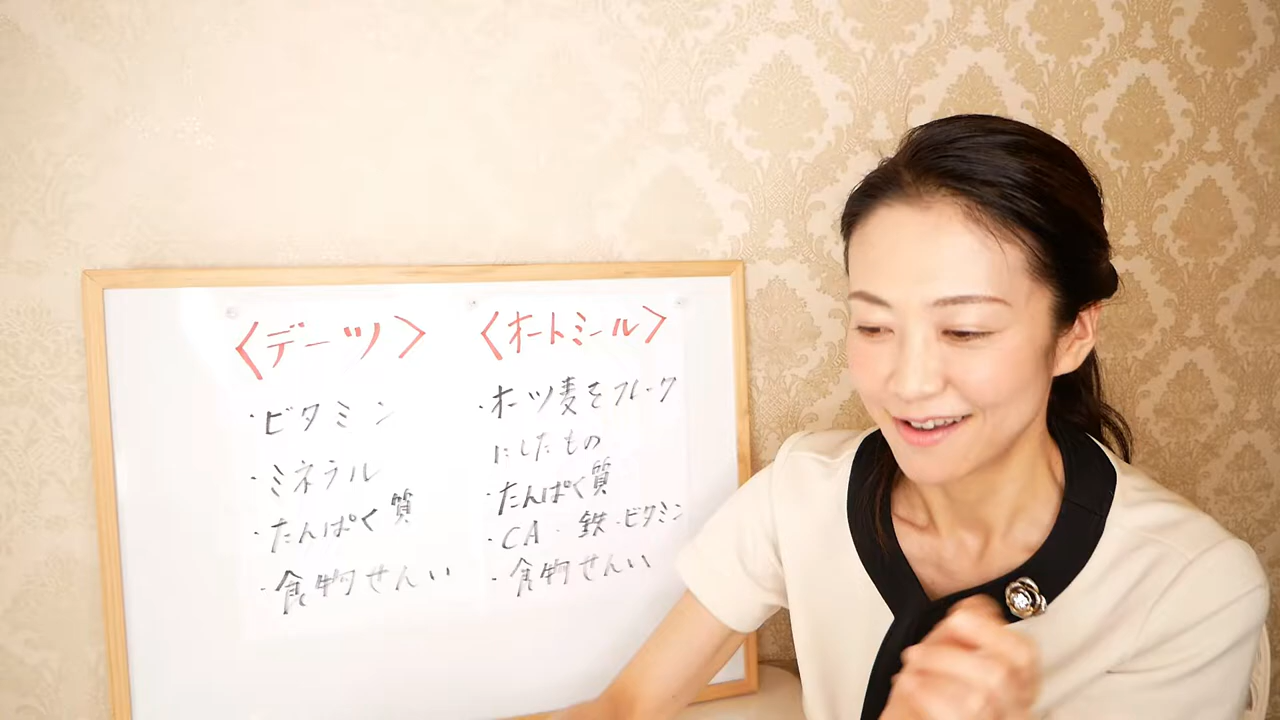 〈デーツ〉
・ビタミン
・ミネラル
・たんぱく質
・食物せんい
〈オートミール〉
・オーツ麦をフレーク
にしたもの
・たんぱく質
・CA・鉄・ビタミン
・食物せんい